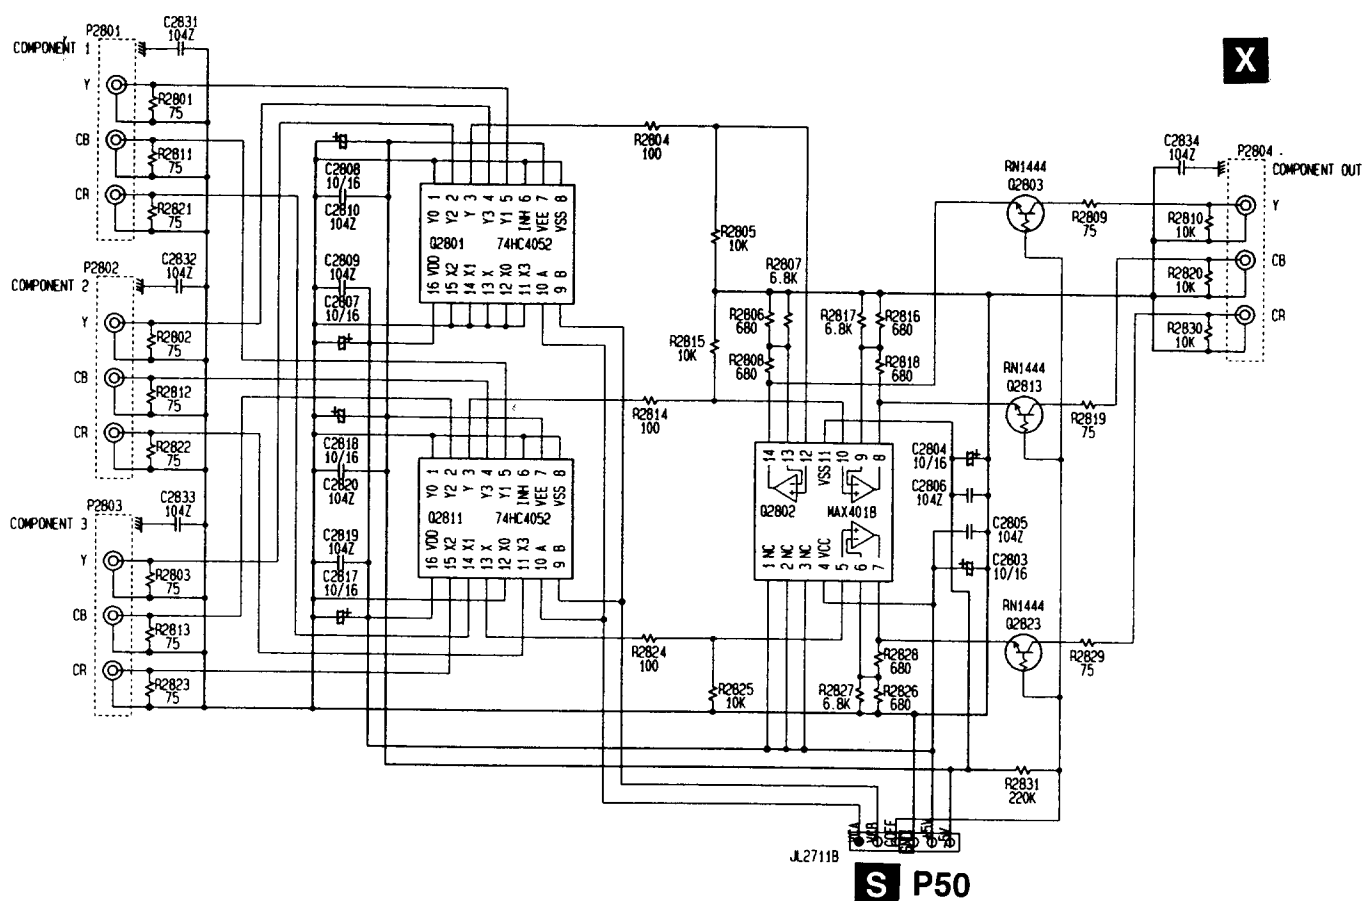 X
P2801
C2831
104Z
COMPONENT 1
Y
R2801
75
CB
R2811
75
CR
R2821
75
P2802
C2832
104Z
COMPONENT 2
Y
R2802
75
CB
R2812
75
CR
R2822
75
P2803
C2833
104Z
COMPONENT 3
Y
R2803
75
CB
R2813
75
CR
R2823
75
C2808
10/16
C2810
104Z
C2809
104Z
C2807
10/16
C2818
10/16
C2820
104Z
C2819
104Z
C2817
10/16
1 2 3 4 5 6 7 8
Y0 Y2 Y Y3 Y1 INH VEE VSS
Q2801 74HC4052
VDD X2 X1 X X0 X3 A B
16 15 14 13 12 11 10 9
1 2 3 4 5 6 7 8
Y0 Y2 Y Y3 Y1 INH VEE VSS
Q2811 74HC4052
VDD X2 X1 X X0 X3 A B
16 15 14 13 12 11 10 9
R2804
100
R2805
10K
R2815
10K
R2814
100
R2824
100
R2825
10K
R2807
6.8K
R2806
680
R2808
680
R2817
6.8K
R2816
680
R2818
680
14 13 12 11 10 9 8
VSS
Q2802 MAX4018
NC NC NC VCC
1 2 3 4 5 6 7
R2828
680
R2827
6.8K
R2826
680
C2804
10/16
C2806
104Z
C2805
104Z
C2803
10/16
RN1444
Q2803
R2809
75
RN1444
Q2813
R2819
75
RN1444
Q2823
R2829
75
R2831
220K
C2834
104Z
P2804
COMPONENT OUT
Y
R2810
10K
CB
R2820
10K
CR
R2830
10K
JL2711B
S P50